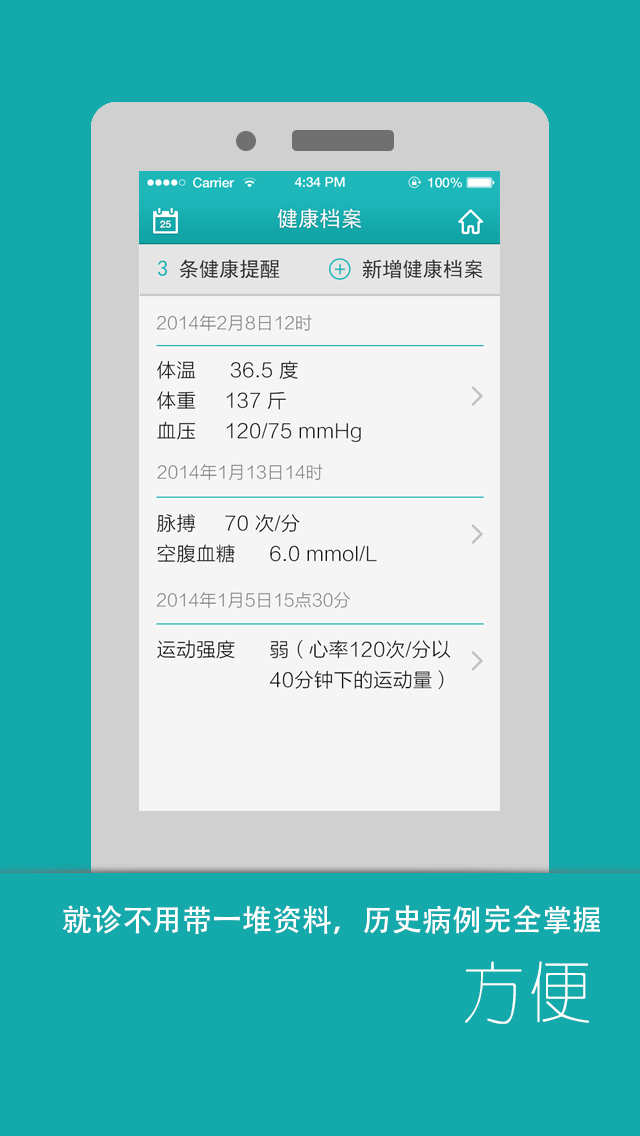 Carrier 4:34 PM 100%
25 健康档案
3 条健康提醒 新增健康档案
2014年2月8日12时
体温 36.5 度
体重 137 斤
血压 120/75 mmHg
2014年1月13日14时
脉搏 70 次/分
空腹血糖 6.0 mmol/L
2014年1月5日15点30分
运动强度 弱（心率120次/分以
40分钟下的运动量）
就诊不用带一堆资料，历史病例完全掌握
方便